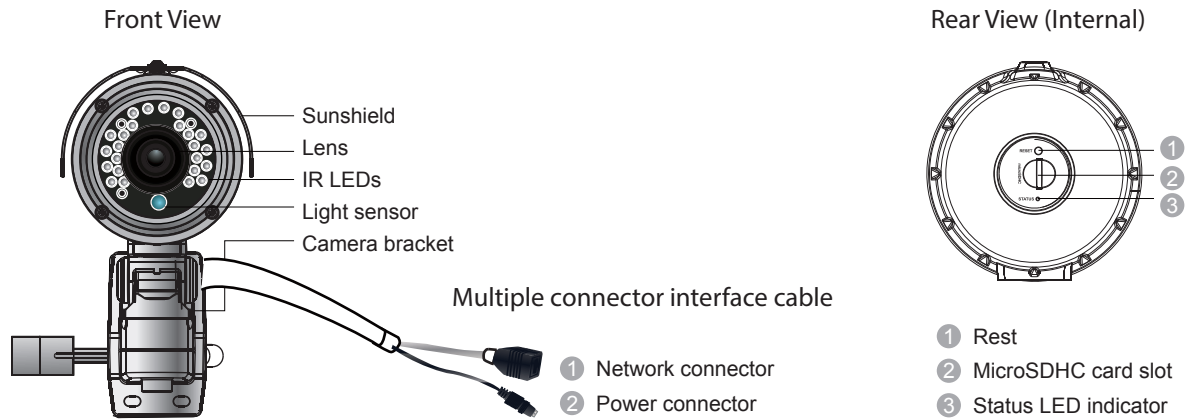 Front View
Rear View (Internal)
Sunshield
Lens
IR LEDs
Light sensor
Camera bracket
RESET
STATUS
1
2
3
Multiple connector interface cable
1 Network connector
2 Power connector
1 Rest
2 MicroSDHC card slot
3 Status LED indicator